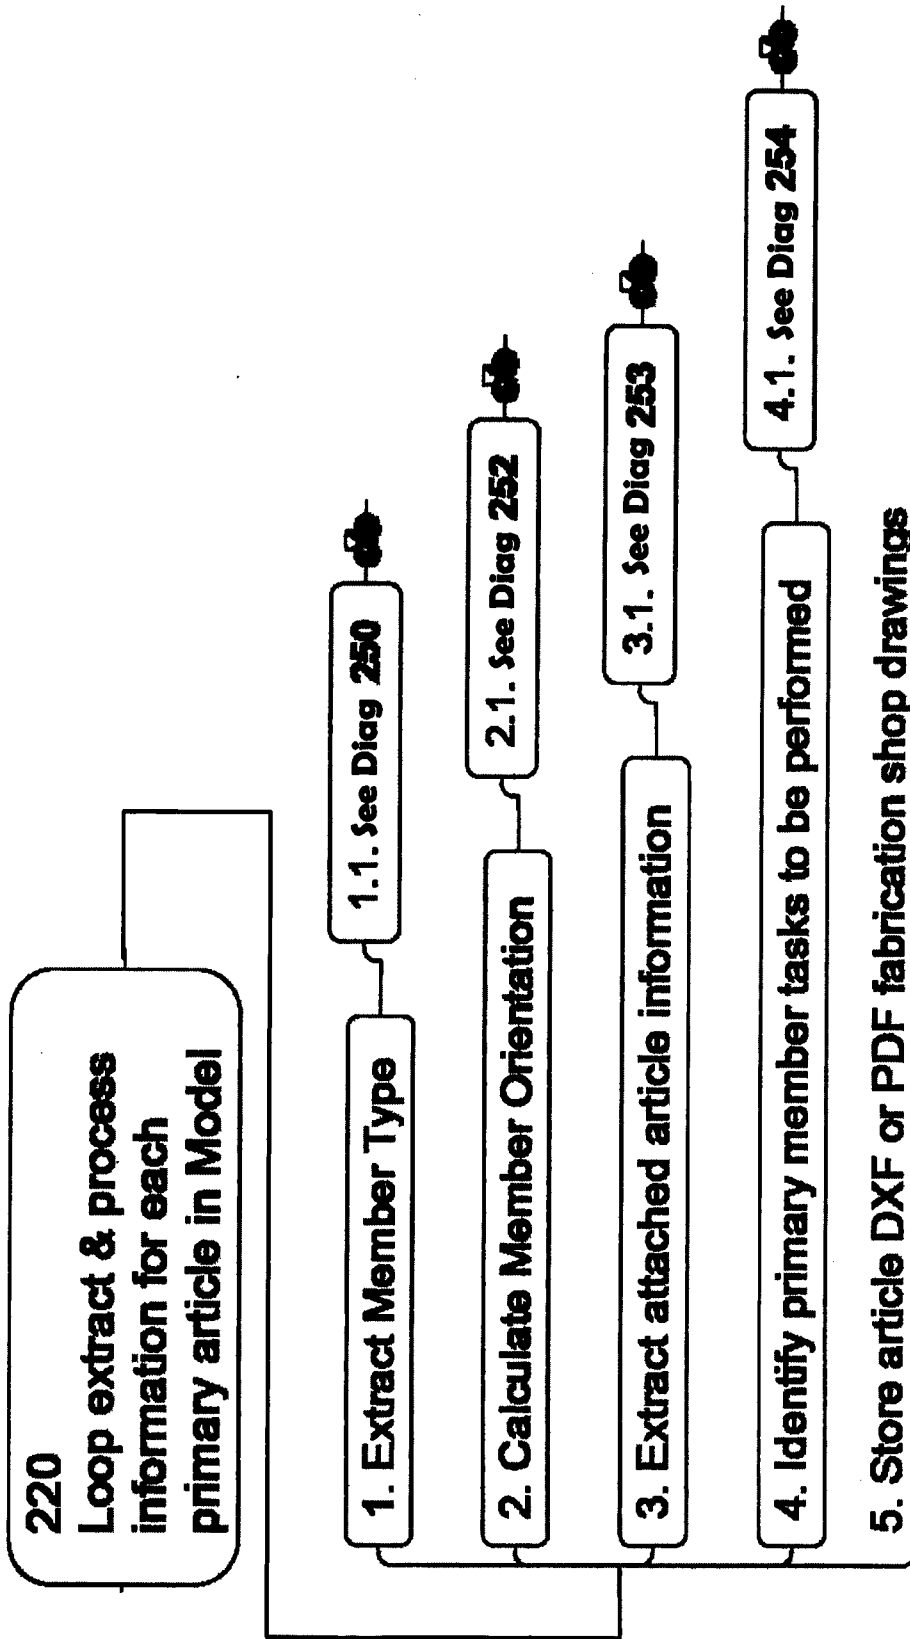 220
Loop extract & process
information for each
primary article in Model
1. Extract Member Type
1.1. See Diag 250
2. Calculate Member Orientation
2.1. See Diag 252
3. Extract attached article information
3.1. See Diag 253
4. Identify primary member tasks to be performed
4.1. See Diag 254
5. Store article DXF or PDF fabrication shop drawings